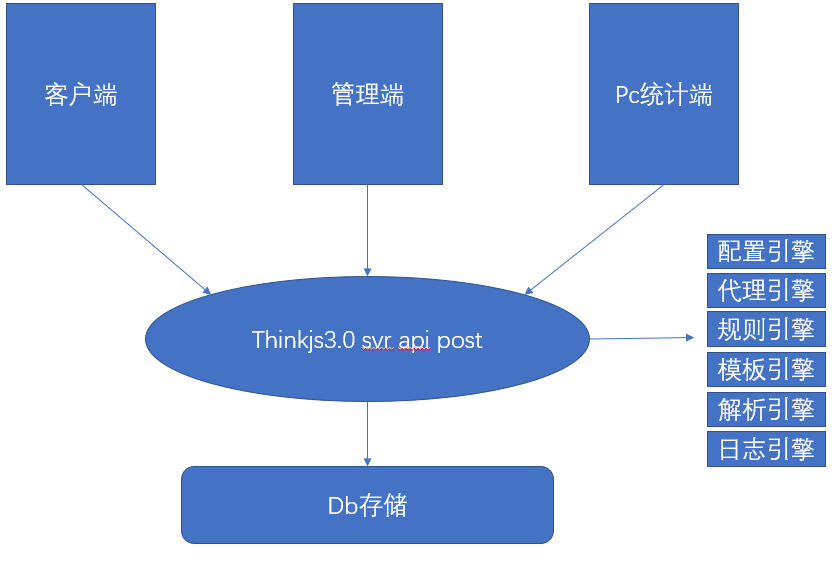 客户端
管理端
Pc统计端
配置引擎
代理引擎
规则引擎
Thinkjs3.0 svr api post
模板引擎
解析引擎
日志引擎
Db存储